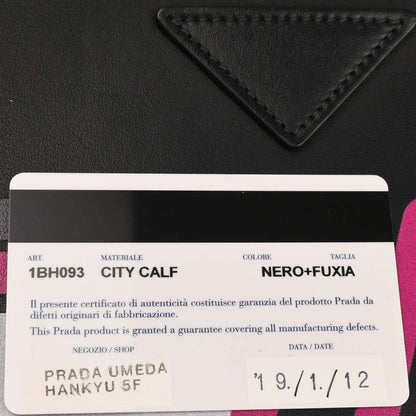 ART. MATERIALE COLORE TAGLIA
1BH093 CITY CALF NERO+FUXIA
Il presente certificato di autenticità costituisce garanzia del prodotto Prada da
difetti originari di fabbricazione.
This Prada product is granted a guarantee covering all manufacturing defects.
NEGOZIO / SHOP DATA / DATE
PRADA UMEDA
HANKYU 5F
'19./1./12